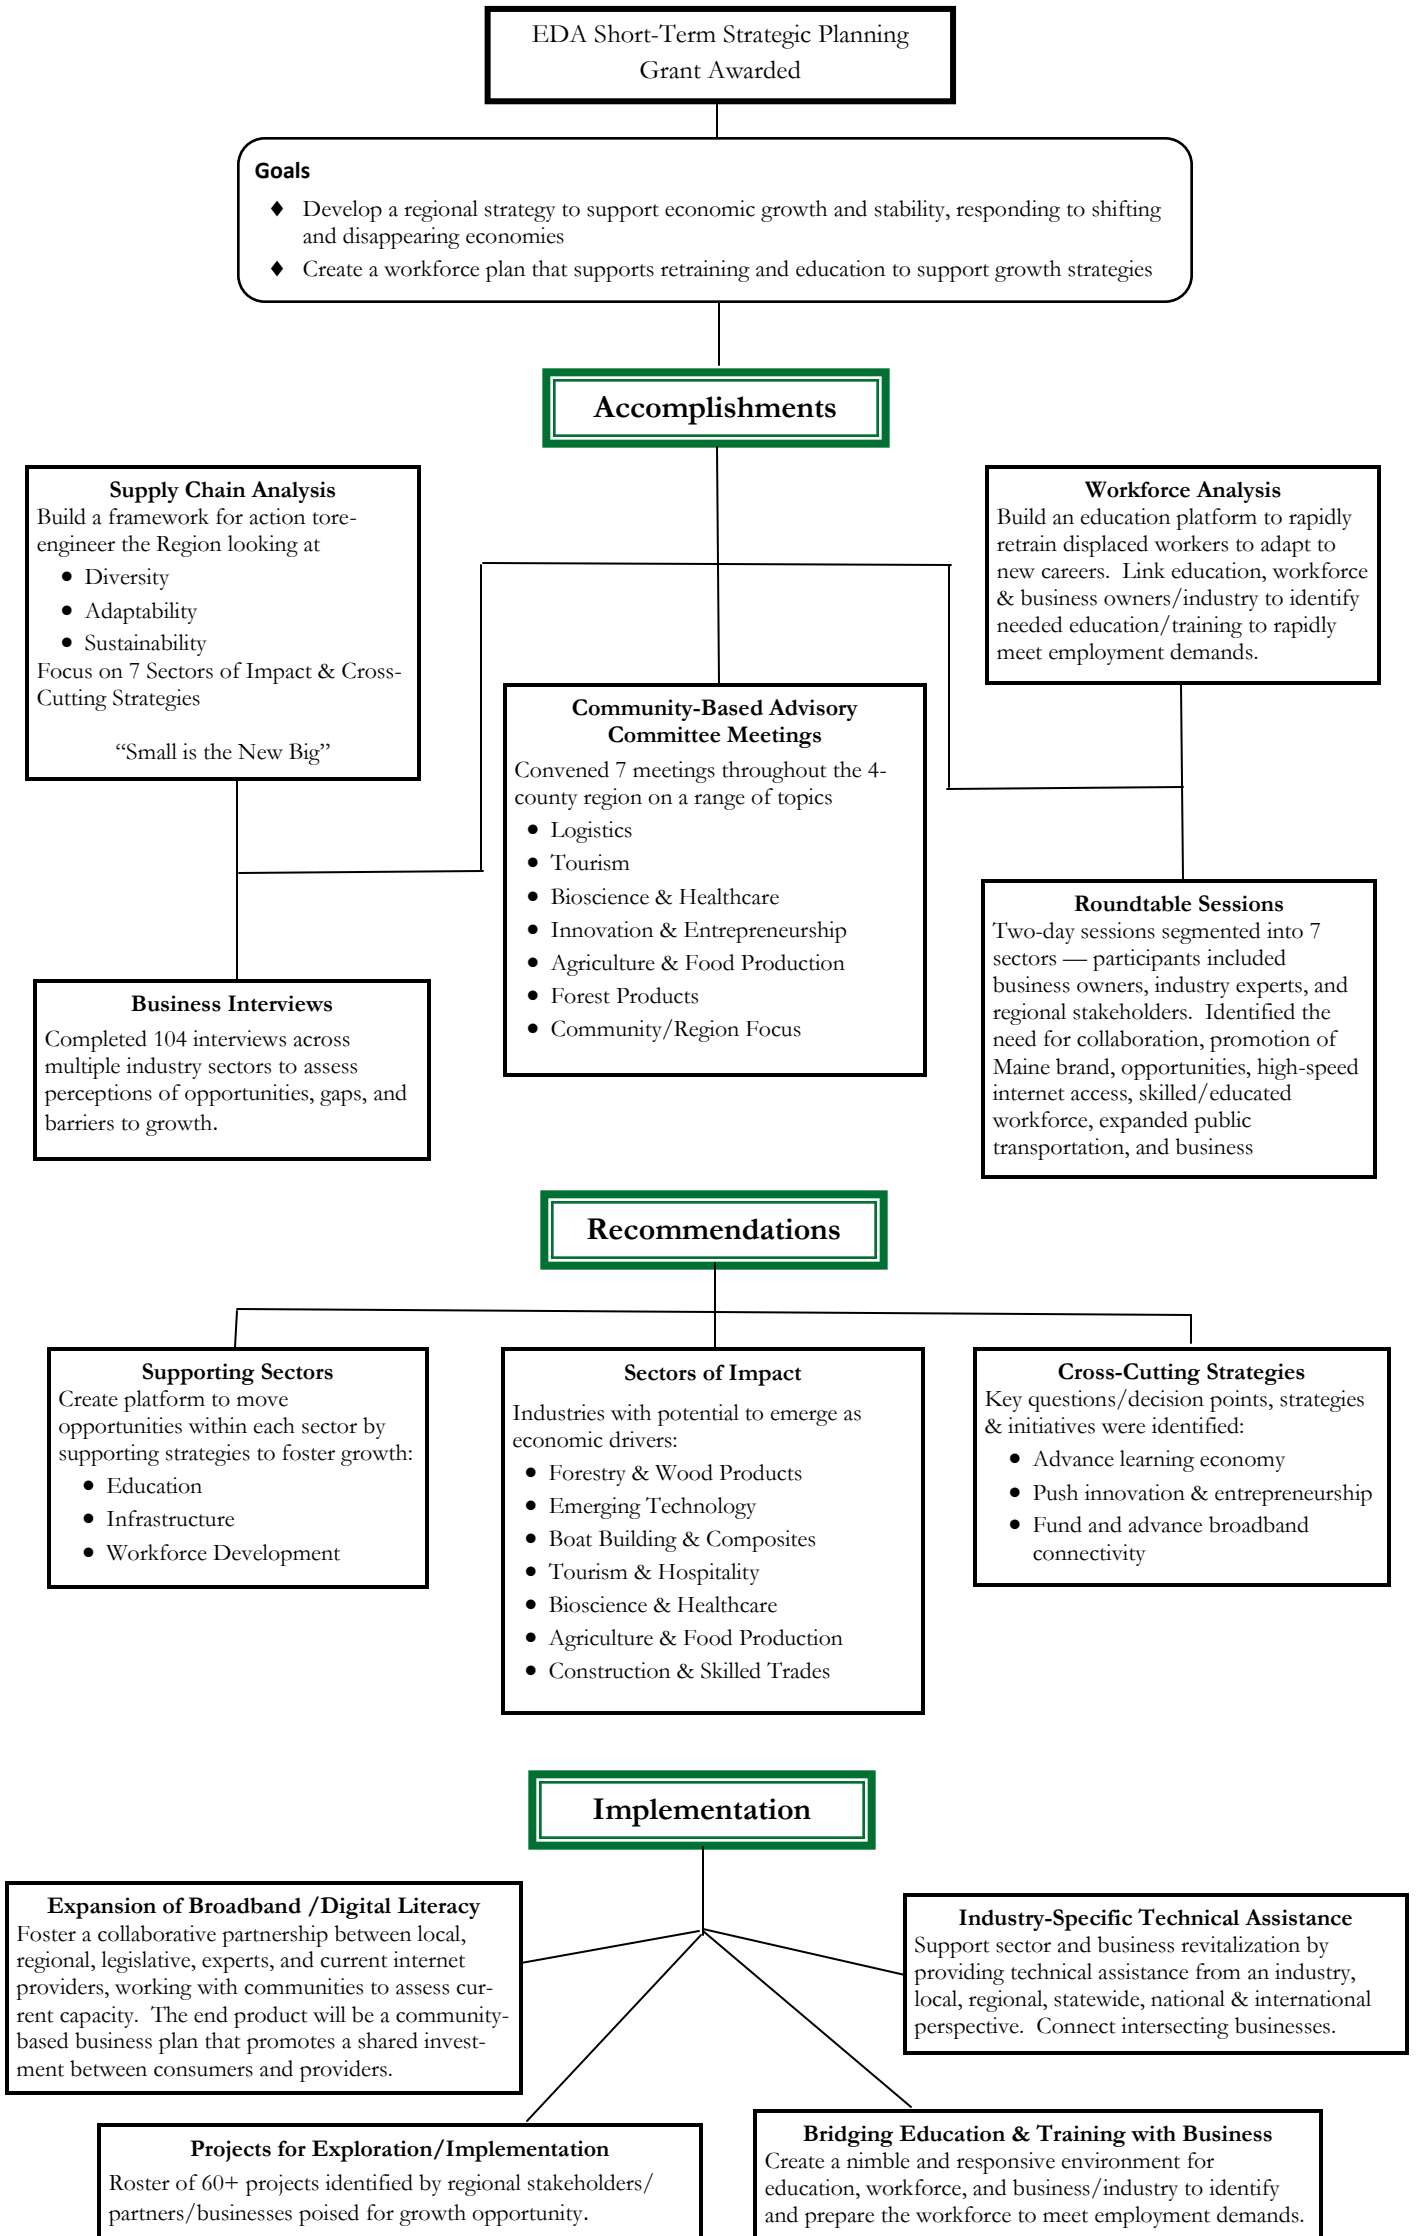 EDA Short-Term Strategic Planning
Grant Awarded
Goals
♦ Develop a regional strategy to support economic growth and stability, responding to shifting
and disappearing economies
♦ Create a workforce plan that supports retraining and education to support growth strategies
Accomplishments
Supply Chain Analysis
Build a framework for action tore-
engineer the Region looking at
• Diversity
• Adaptability
• Sustainability
Focus on 7 Sectors of Impact & Cross-
Cutting Strategies
“Small is the New Big”
Workforce Analysis
Build an education platform to rapidly
retrain displaced workers to adapt to
new careers.  Link education, workforce
& business owners/industry to identify
needed education/training to rapidly
meet employment demands.
Community-Based Advisory
Committee Meetings
Convened 7 meetings throughout the 4-
county region on a range of topics
• Logistics
• Tourism
• Bioscience & Healthcare
• Innovation & Entrepreneurship
• Agriculture & Food Production
• Forest Products
• Community/Region Focus
Business Interviews
Completed 104 interviews across
multiple industry sectors to assess
perceptions of opportunities, gaps, and
barriers to growth.
Roundtable Sessions
Two-day sessions segmented into 7
sectors — participants included
business owners, industry experts, and
regional stakeholders.  Identified the
need for collaboration, promotion of
Maine brand, opportunities, high-speed
internet access, skilled/educated
workforce, expanded public
transportation, and business
Recommendations
Supporting Sectors
Create platform to move
opportunities within each sector by
supporting strategies to foster growth:
• Education
• Infrastructure
• Workforce Development
Sectors of Impact
Industries with potential to emerge as
economic drivers:
• Forestry & Wood Products
• Emerging Technology
• Boat Building & Composites
• Tourism & Hospitality
• Bioscience & Healthcare
• Agriculture & Food Production
• Construction & Skilled Trades
Cross-Cutting Strategies
Key questions/decision points, strategies
& initiatives were identified:
• Advance learning economy
• Push innovation & entrepreneurship
• Fund and advance broadband
connectivity
Implementation
Expansion of Broadband /Digital Literacy
Foster a collaborative partnership between local,
regional, legislative, experts, and current internet
providers, working with communities to assess cur-
rent capacity.  The end product will be a community-
based business plan that promotes a shared invest-
ment between consumers and providers.
Industry-Specific Technical Assistance
Support sector and business revitalization by
providing technical assistance from an industry,
local, regional, statewide, national & international
perspective.  Connect intersecting businesses.
Projects for Exploration/Implementation
Roster of 60+ projects identified by regional stakeholders/
partners/businesses poised for growth opportunity.
Bridging Education & Training with Business
Create a nimble and responsive environment for
education, workforce, and business/industry to identify
and prepare the workforce to meet employment demands.